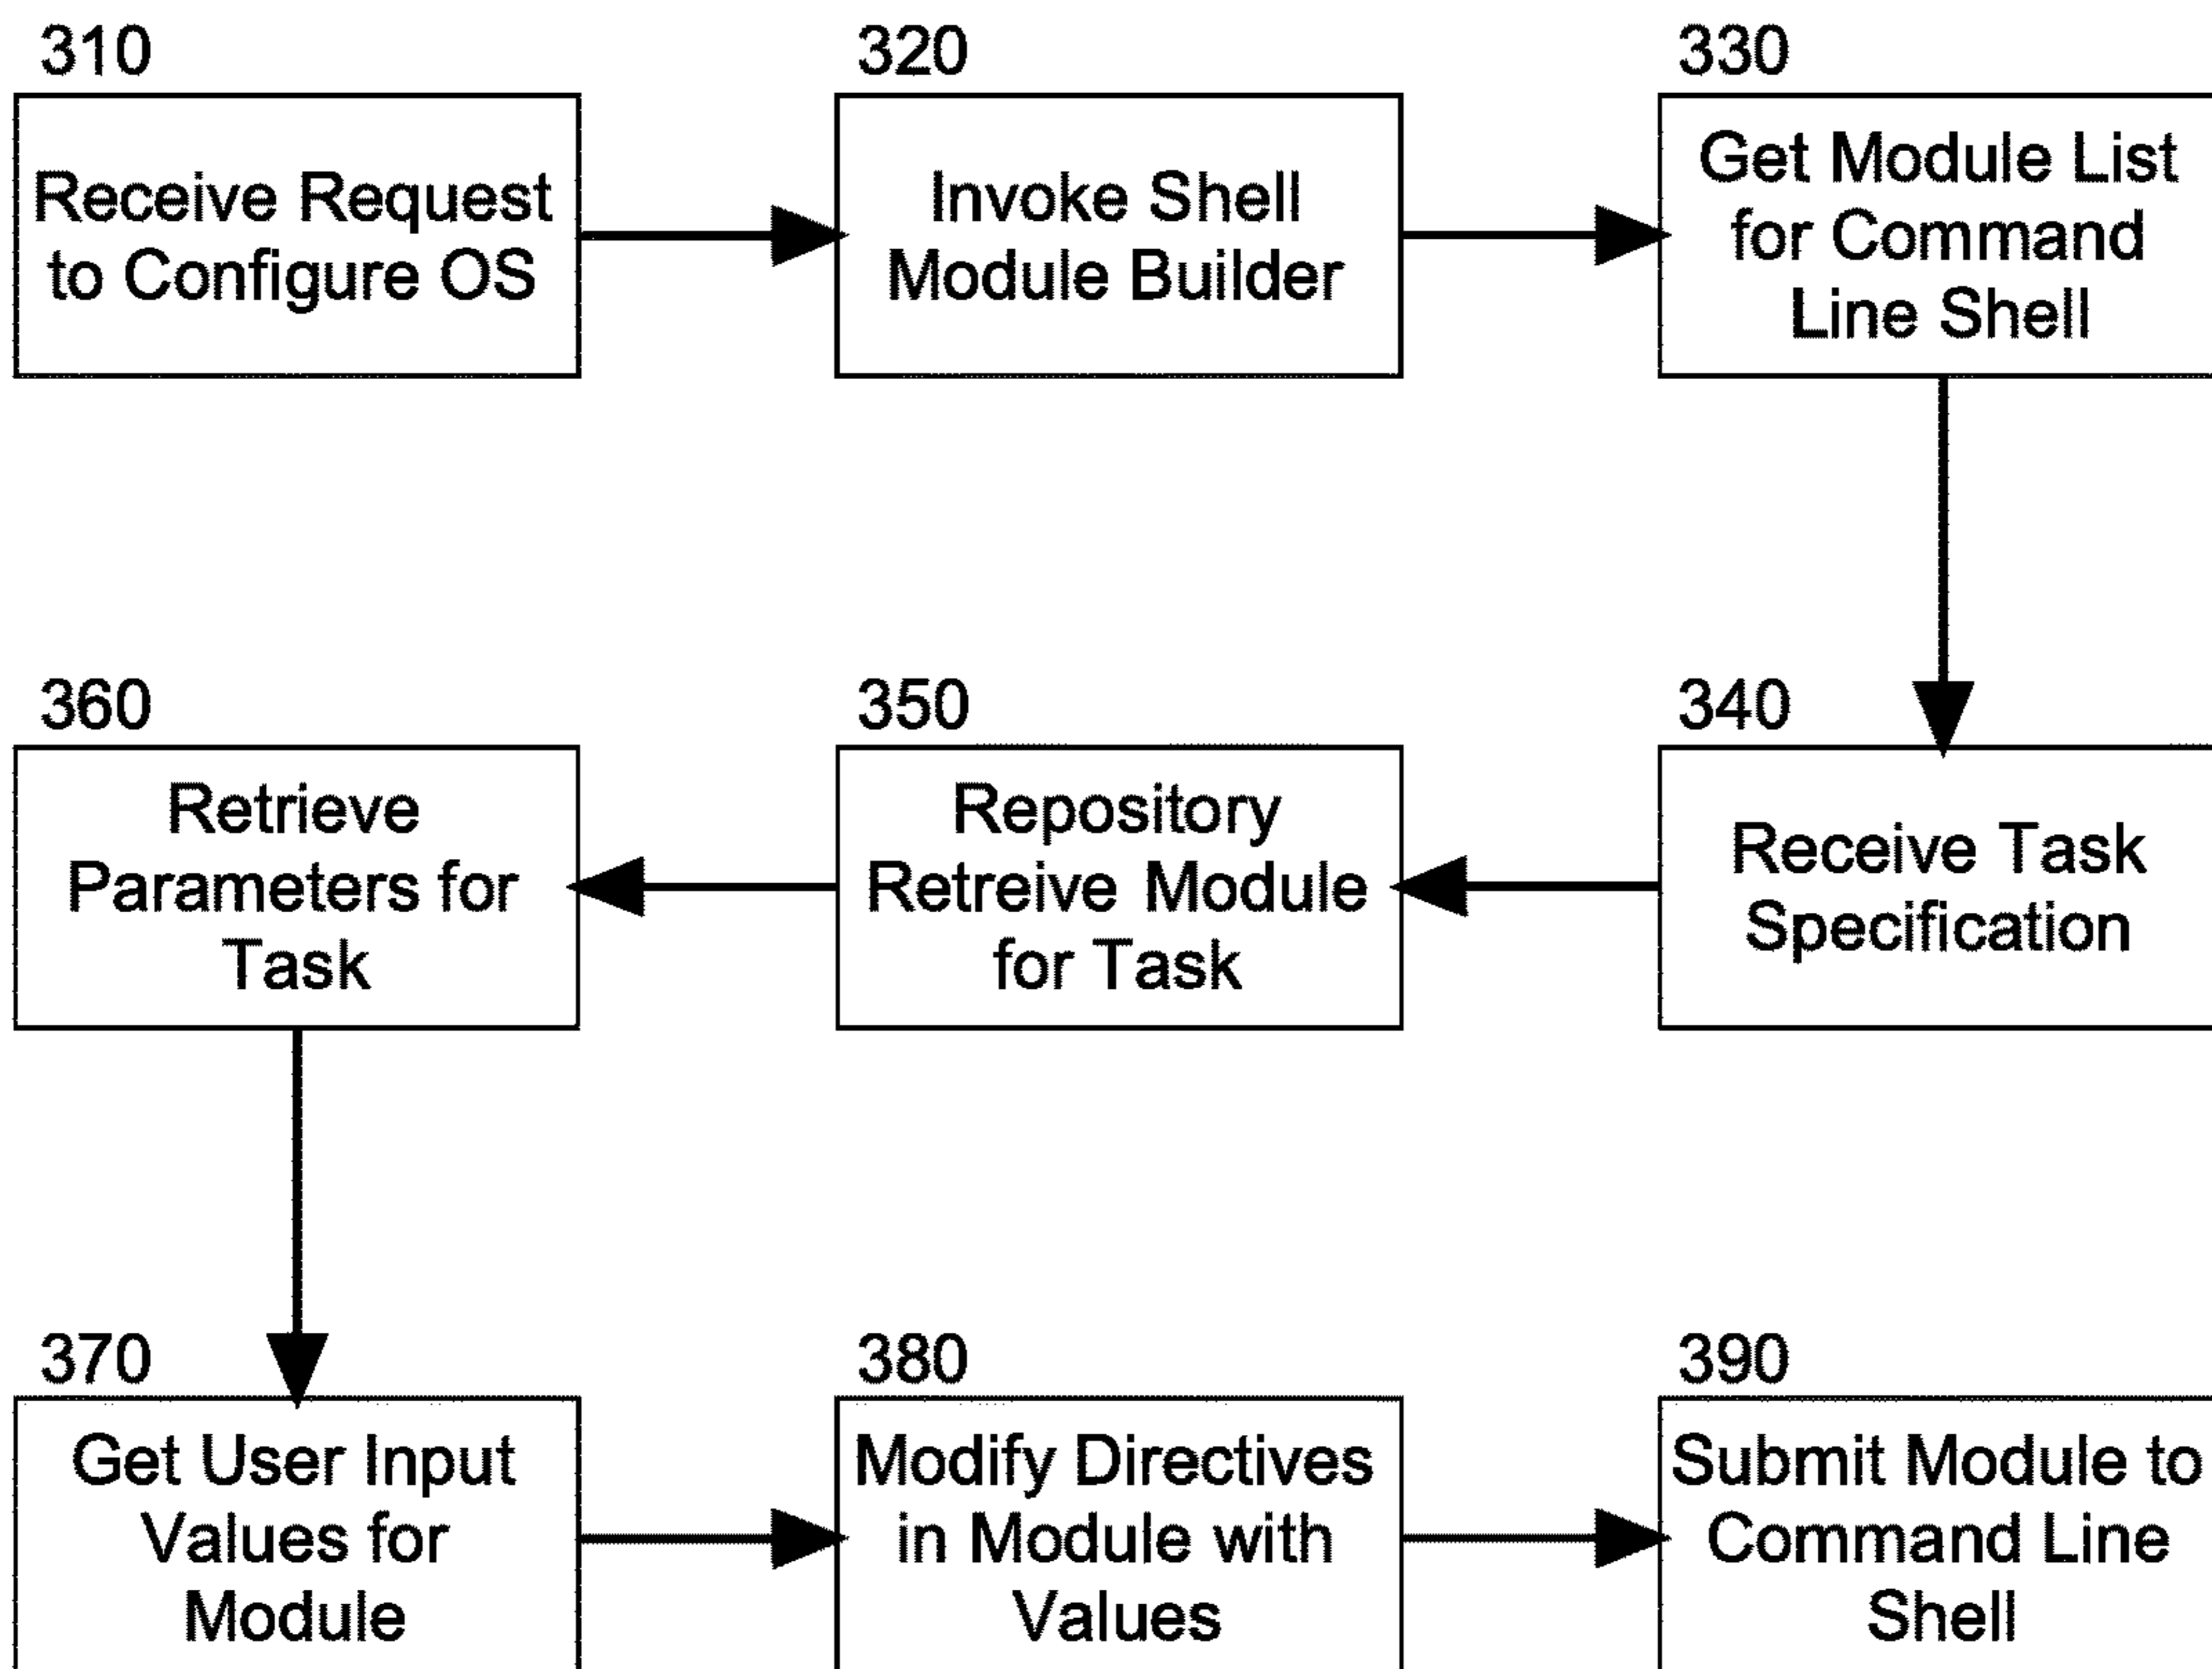 310
Receive Request
to Configure OS
320
Invoke Shell
Module Builder
330
Get Module List
for Command
Line Shell
340
Receive Task
Specification
350
Repository
Retreive Module
for Task
360
Retrieve
Parameters for
Task
370
Get User Input
Values for
Module
380
Modify Directives
in Module with
Values
390
Submit Module to
Command Line
Shell